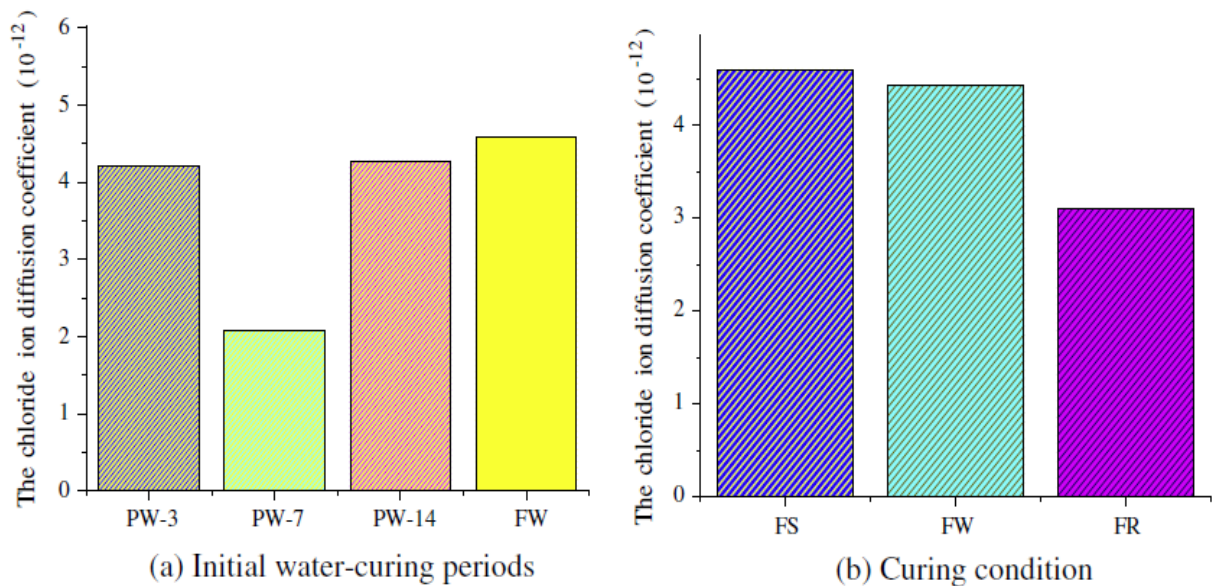 The chloride ion diffusion coefficient (10⁻¹²)
6
5
4
3
2
1
0
PW-3 PW-7 PW-14 FW
(a) Initial water-curing periods
The chloride ion diffusion coefficient (10⁻¹²)
4
3
2
1
0
FS FW FR
(b) Curing condition